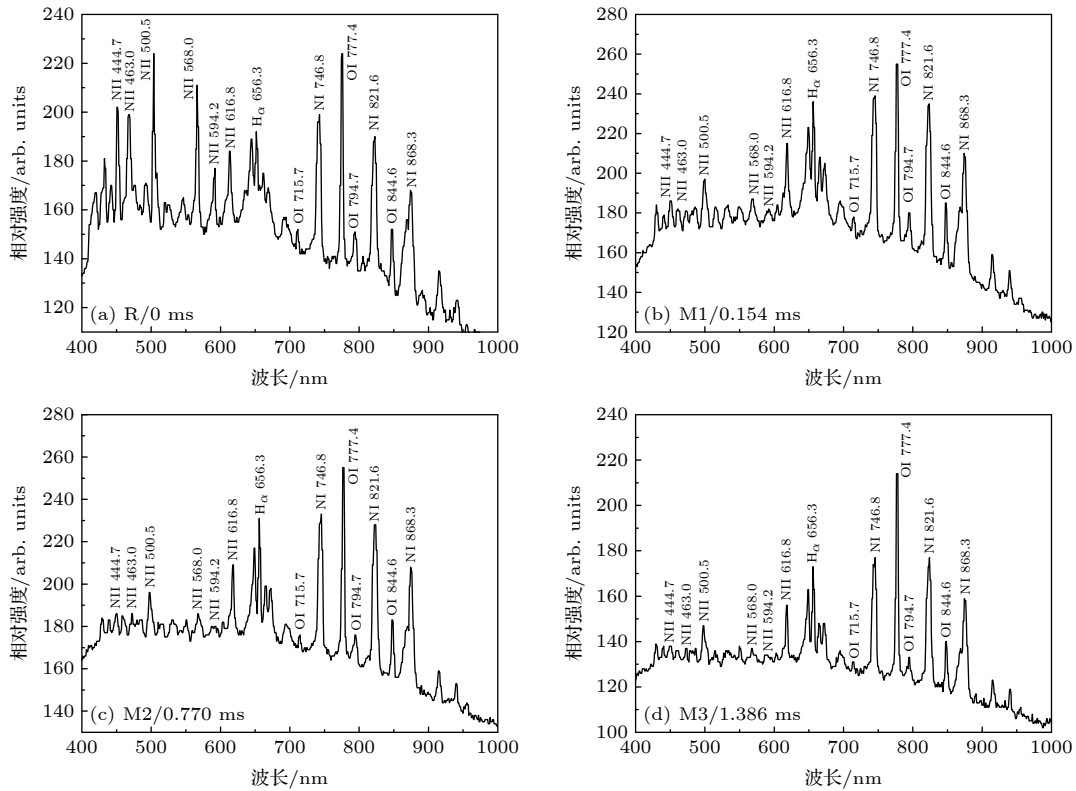 240
220
200
180
160
140
120
相对强度/arb. units
NII 444.7
NII 463.0
NII 500.5
NII 568.0
NII 594.2
NII 616.8
Hα 656.3
OI 715.7
NI 746.8
OI 777.4
OI 794.7
NI 821.6
OI 844.6
NI 868.3
(a) R/0 ms
400 500 600 700 800 900 1000
波长/nm
280
260
240
220
200
180
160
140
120
相对强度/arb. units
NII 444.7
NII 463.0
NII 500.5
NII 568.0
NII 594.2
NII 616.8
Hα 656.3
OI 715.7
NI 746.8
OI 777.4
OI 794.7
NI 821.6
OI 844.6
NI 868.3
(b) M1/0.154 ms
400 500 600 700 800 900 1000
波长/nm
280
260
240
220
200
180
160
140
相对强度/arb. units
NII 444.7
NII 463.0
NII 500.5
NII 568.0
NII 594.2
NII 616.8
Hα 656.3
OI 715.7
NI 746.8
OI 777.4
OI 794.7
NI 821.6
OI 844.6
NI 868.3
(c) M2/0.770 ms
400 500 600 700 800 900 1000
波长/nm
240
220
200
180
160
140
120
100
相对强度/arb. units
NII 444.7
NII 463.0
NII 500.5
NII 568.0
NII 594.2
NII 616.8
Hα 656.3
OI 715.7
NI 746.8
OI 777.4
OI 794.7
NI 821.6
OI 844.6
NI 868.3
(d) M3/1.386 ms
400 500 600 700 800 900 1000
波长/nm